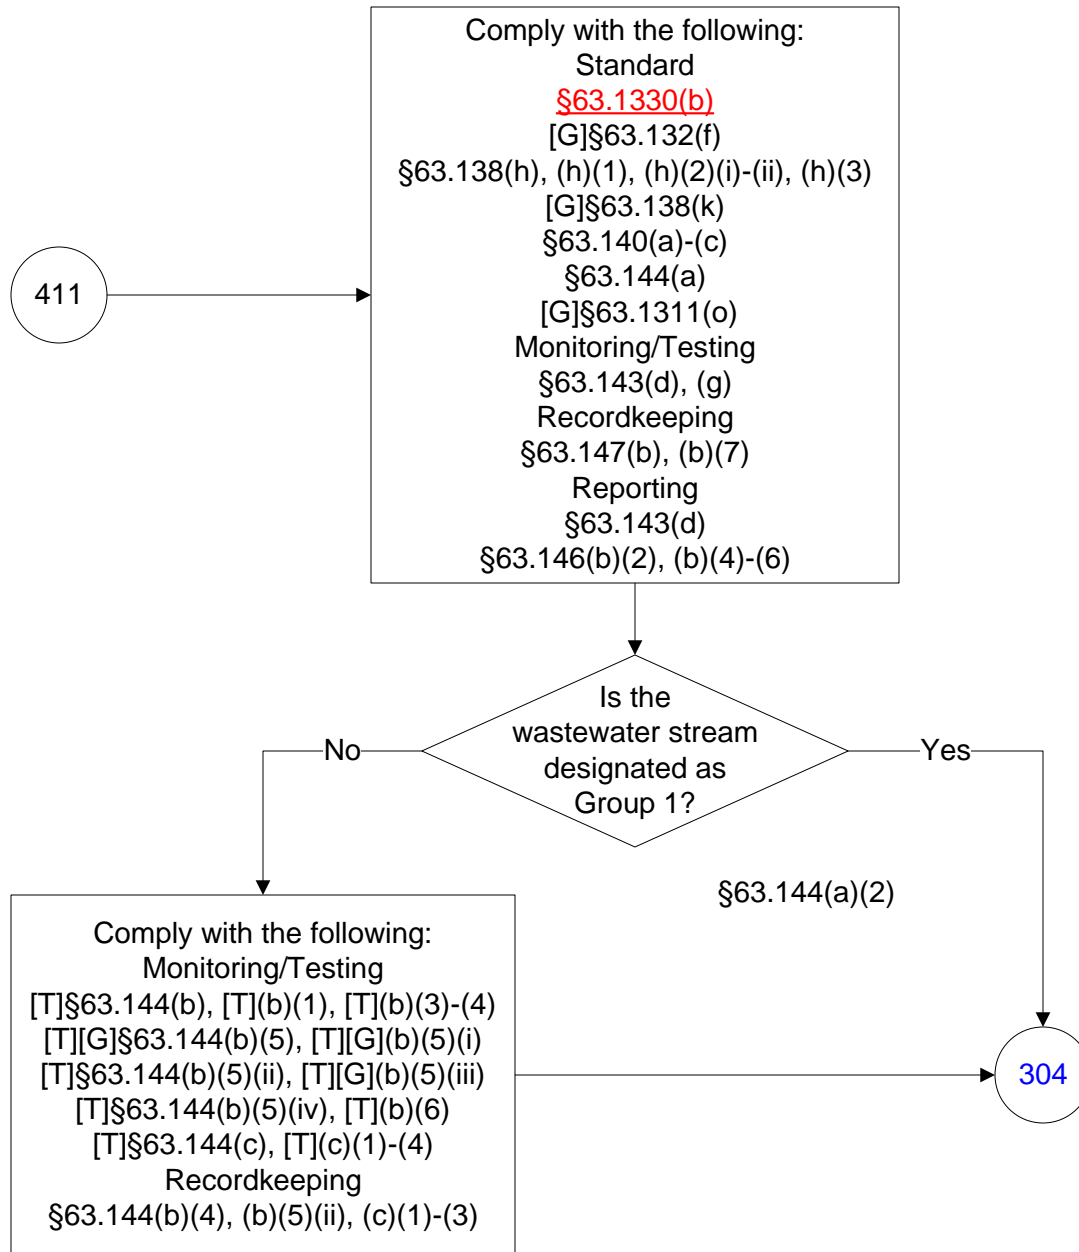 Comply with the following:
Standard
§63.1330(b)
[G]§63.132(f)
§63.138(h), (h)(1), (h)(2)(i)-(ii), (h)(3)
[G]§63.138(k)
§63.140(a)-(c)
§63.144(a)
[G]§63.1311(o)
Monitoring/Testing
§63.143(d), (g)
Recordkeeping
§63.147(b), (b)(7)
Reporting
§63.143(d)
§63.146(b)(2), (b)(4)-(6)
411
Is the
wastewater stream
designated as
Group 1?
No
Yes
§63.144(a)(2)
Comply with the following:
Monitoring/Testing
[T]§63.144(b), [T](b)(1), [T](b)(3)-(4)
[T][G]§63.144(b)(5), [T][G](b)(5)(i)
[T]§63.144(b)(5)(ii), [T][G](b)(5)(iii)
[T]§63.144(b)(5)(iv), [T](b)(6)
[T]§63.144(c), [T](c)(1)-(4)
Recordkeeping
§63.144(b)(4), (b)(5)(ii), (c)(1)-(3)
304